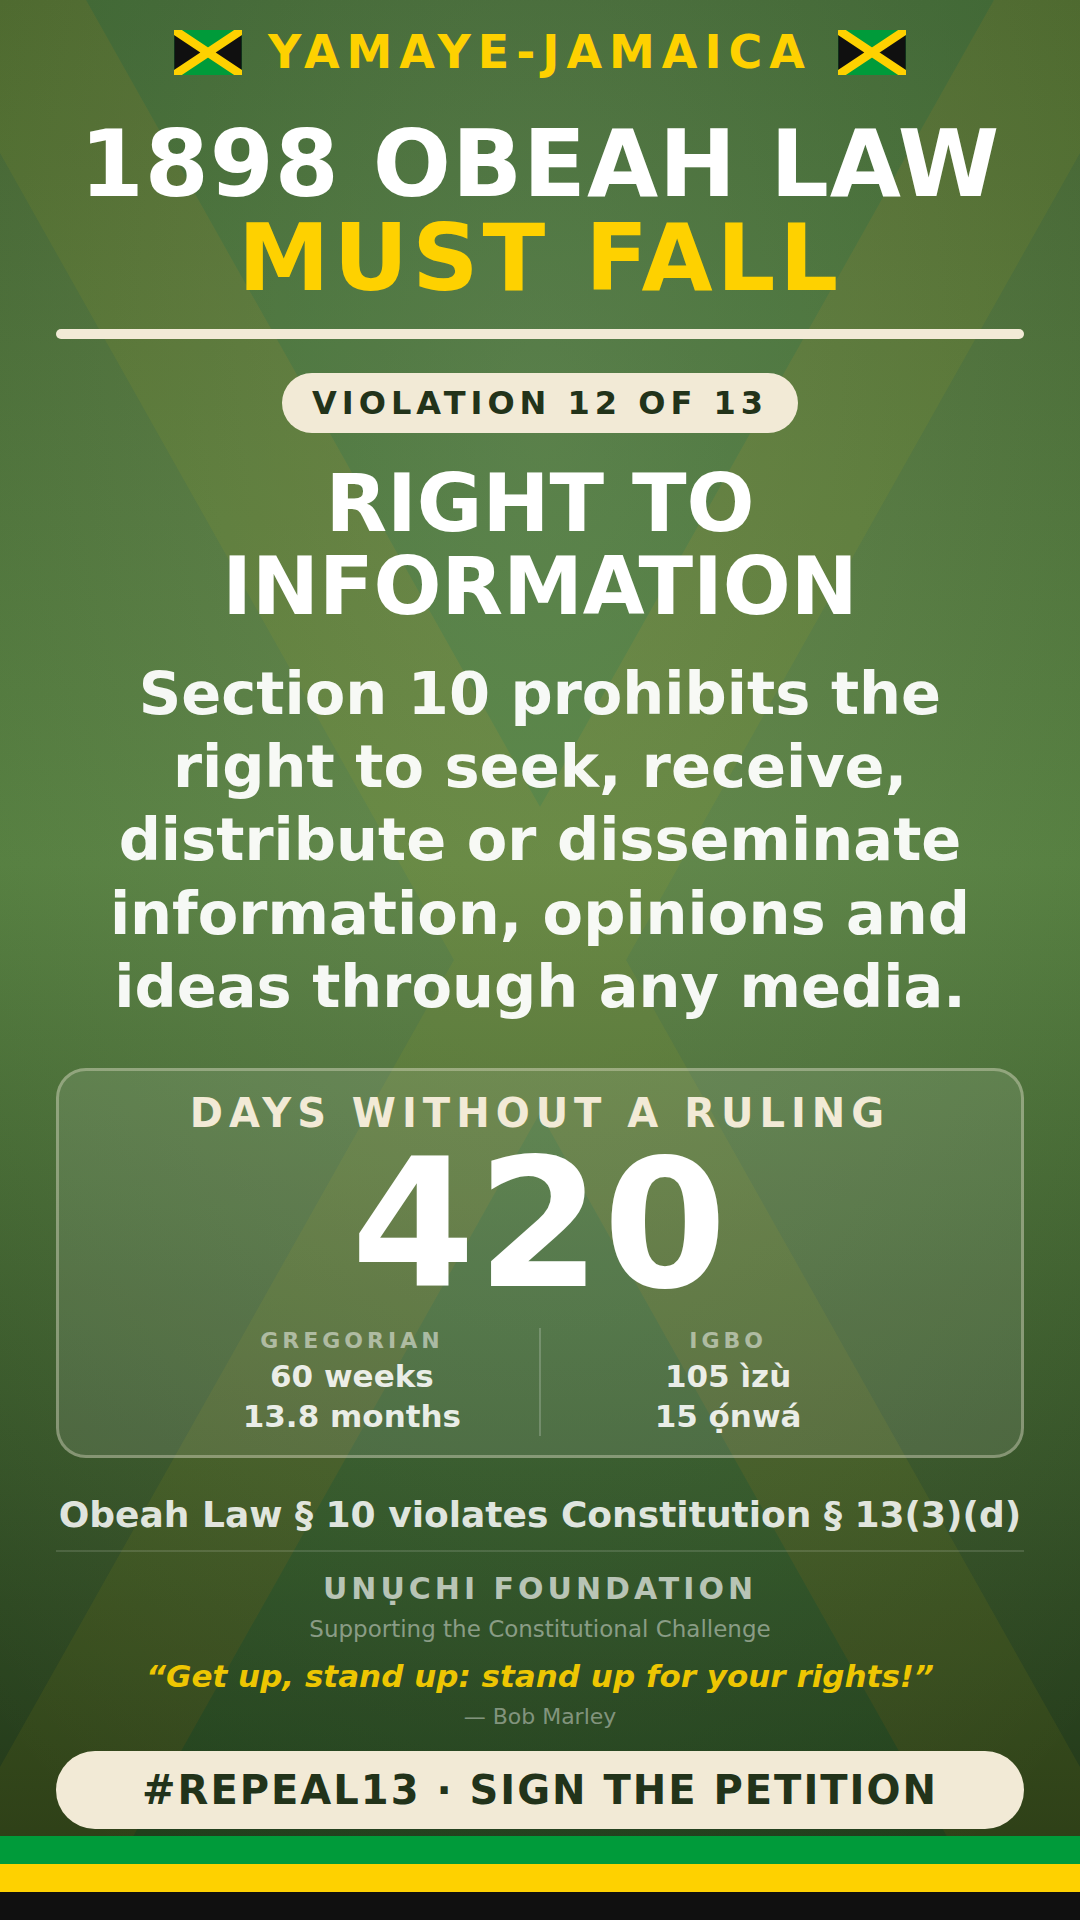 YAMAYE-JAMAICA
1898 OBEAH LAW
MUST FALL
VIOLATION 12 OF 13
RIGHT TO
INFORMATION
Section 10 prohibits the
right to seek, receive,
distribute or disseminate
information, opinions and
ideas through any media.
DAYS WITHOUT A RULING
420
GREGORIAN
60 weeks
13.8 months
IGBO
105 ìzù
15 ọ́nwá
Obeah Law § 10 violates Constitution § 13(3)(d)
UNỤCHI FOUNDATION
Supporting the Constitutional Challenge
“Get up, stand up: stand up for your rights!”
— Bob Marley
#REPEAL13 · SIGN THE PETITION